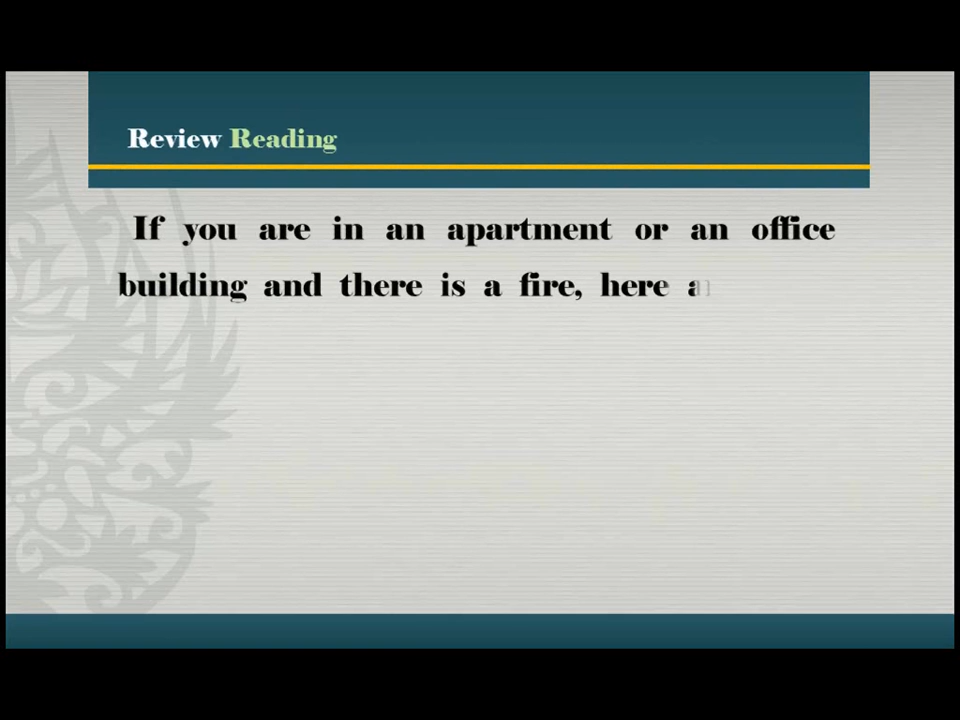 Review Reading
If you are in an apartment or an office
building and there is a fire, here